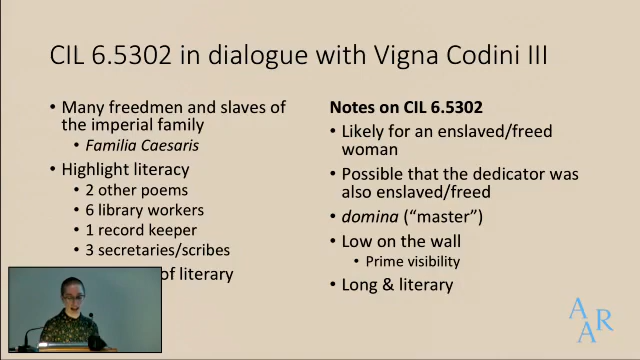 CIL 6.5302 in dialogue with Vigna Codini III
• Many freedmen and slaves of
the imperial family
• Familia Caesaris
• Highlight literacy
• 2 other poems
• 6 library workers
• 1 record keeper
• 3 secretaries/scribes
of literary
Notes on CIL 6.5302
• Likely for an enslaved/freed
woman
• Possible that the dedicator was
also enslaved/freed
• domina ("master")
• Low on the wall
• Prime visibility
• Long & literary
A
A R